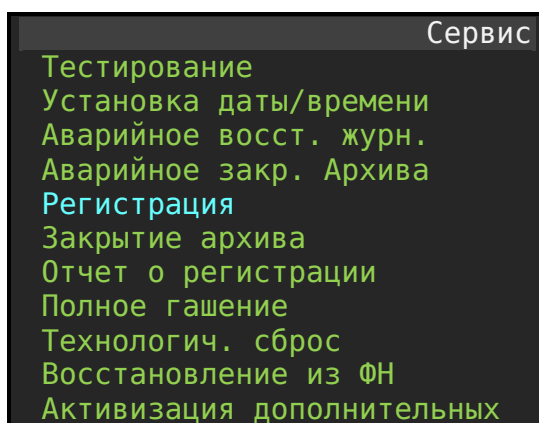 Сервис
Тестирование
Установка даты/времени
Аварийное восст. журн.
Аварийное закр. Архива
Регистрация
Закрытие архива
Отчет о регистрации
Полное гашение
Технологич. сброс
Восстановление из ФН
Активизация дополнительных